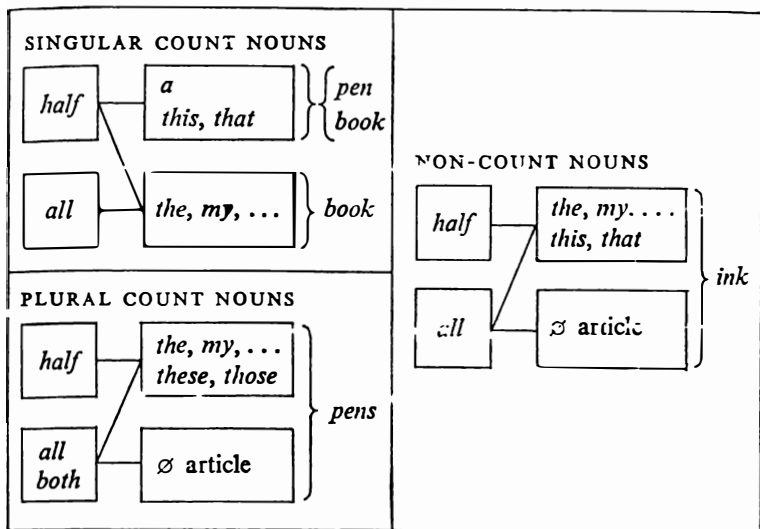 SINGULAR COUNT NOUNS
half
a
this, that
pen
book
all
the, my, ...
book
PLURAL COUNT NOUNS
half
the, my, ...
these, those
all
both
ø article
pens
NON-COUNT NOUNS
half
the, my. ...
this, that
all
ø article
ink